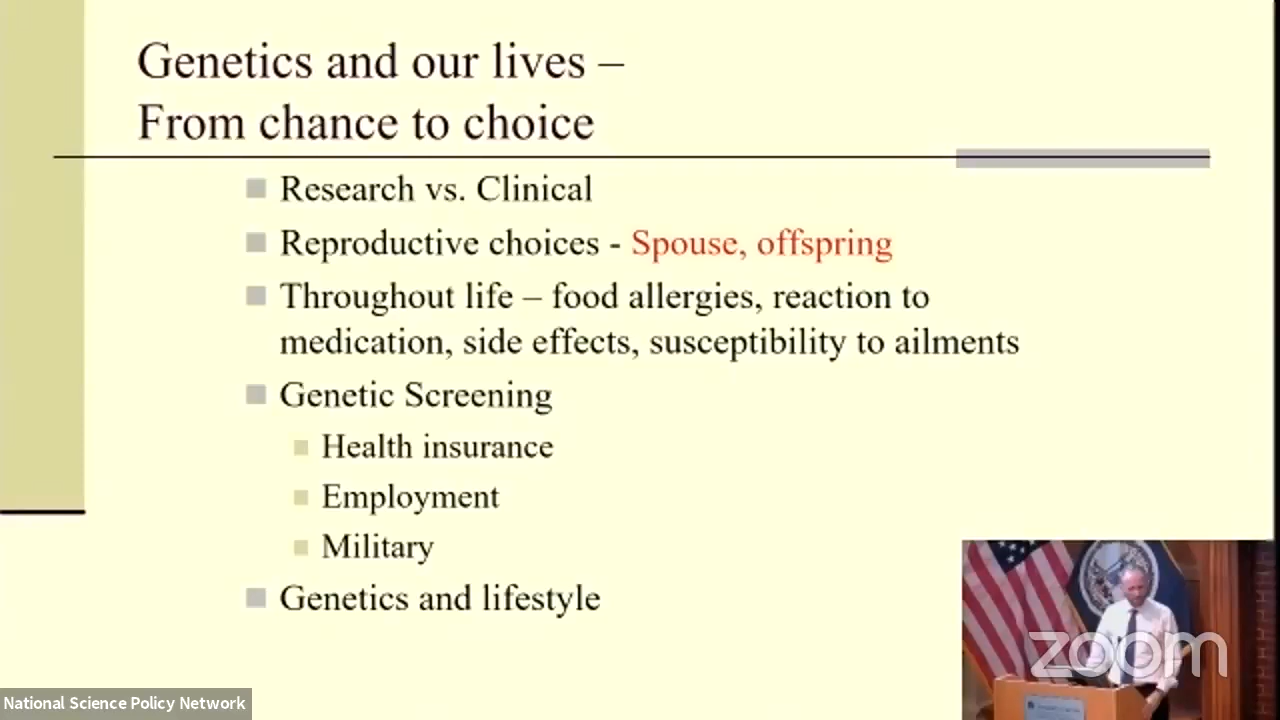 Genetics and our lives –
From chance to choice
Research vs. Clinical
Reproductive choices - Spouse, offspring
Throughout life – food allergies, reaction to
medication, side effects, susceptibility to ailments
Genetic Screening
Health insurance
Employment
Military
Genetics and lifestyle
zoom
National Science Policy Network